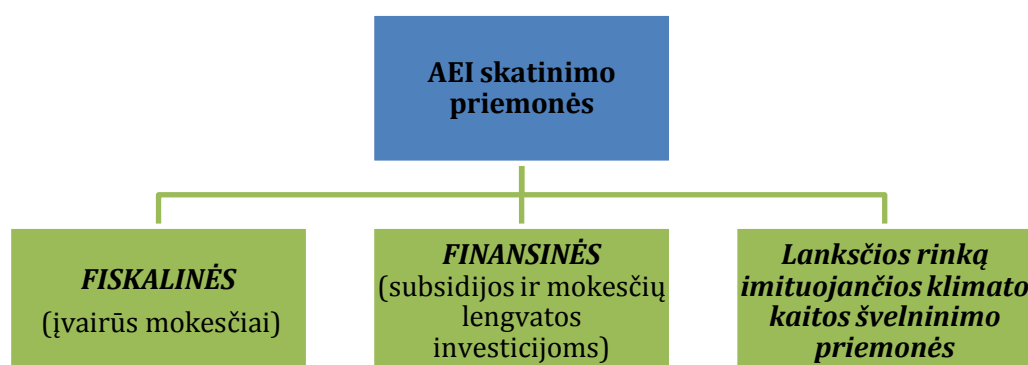 AEI skatinimo
priemonės
FISKALINĖS
(įvairūs mokesčiai)
FINANSINĖS
(subsidijos ir mokesčių
lengvatos
investicijoms)
Lanksčios rinką
imituojančios klimato
kaitos švelninimo
priemonės